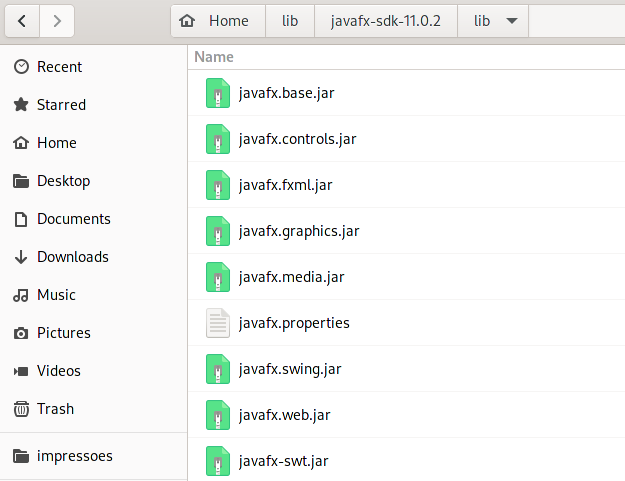 Home lib javafx-sdk-11.0.2 lib
Name
Recent
Starred
Home
Desktop
Documents
Downloads
Music
Pictures
Videos
Trash
impressoes
javafx.base.jar
javafx.controls.jar
javafx.fxml.jar
javafx.graphics.jar
javafx.media.jar
javafx.properties
javafx.swing.jar
javafx.web.jar
javafx-swt.jar